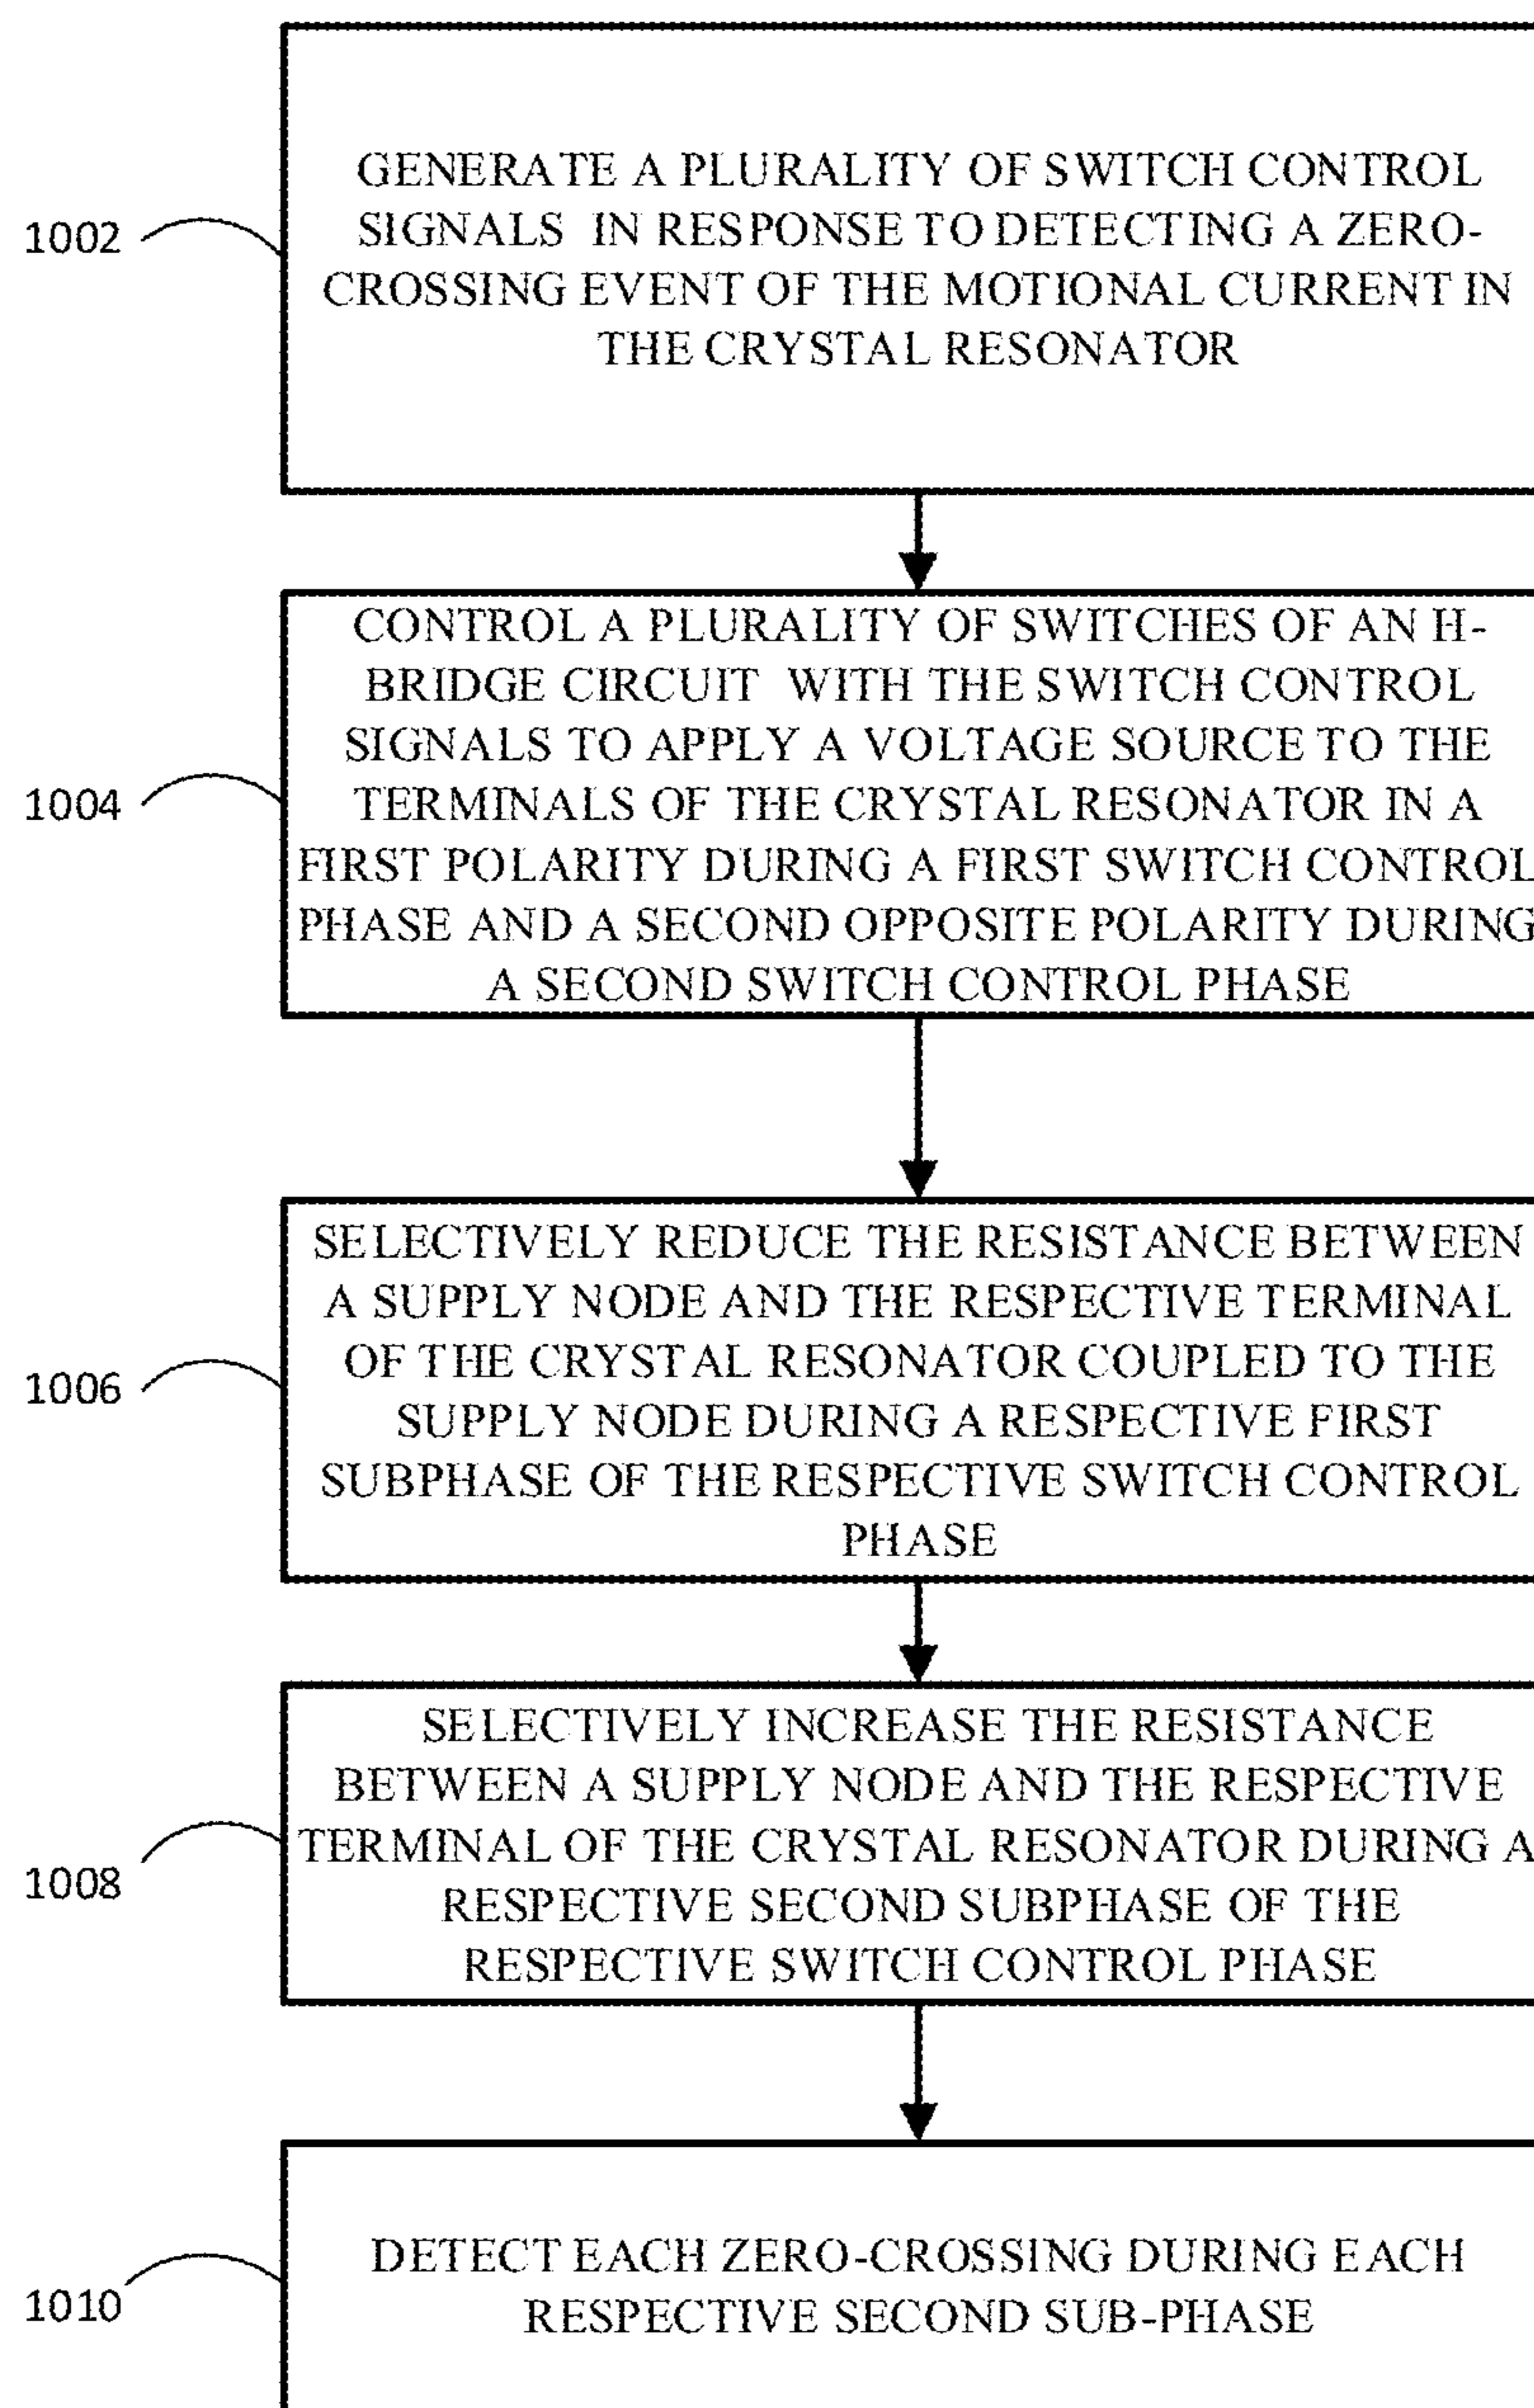 GENERATE A PLURALITY OF SWITCH CONTROL
SIGNALS IN RESPONSE TO DETECTING A ZERO-
CROSSING EVENT OF THE MOTIONAL CURRENT IN
THE CRYSTAL RESONATOR
1002
CONTROL A PLURALITY OF SWITCHES OF AN H-
BRIDGE CIRCUIT WITH THE SWITCH CONTROL
SIGNALS TO APPLY A VOLTAGE SOURCE TO THE
TERMINALS OF THE CRYSTAL RESONATOR IN A
FIRST POLARITY DURING A FIRST SWITCH CONTROL
PHASE AND A SECOND OPPOSITE POLARITY DURING
A SECOND SWITCH CONTROL PHASE
1004
SELECTIVELY REDUCE THE RESISTANCE BETWEEN
A SUPPLY NODE AND THE RESPECTIVE TERMINAL
OF THE CRYSTAL RESONATOR COUPLED TO THE
SUPPLY NODE DURING A RESPECTIVE FIRST
SUBPHASE OF THE RESPECTIVE SWITCH CONTROL
PHASE
1006
SELECTIVELY INCREASE THE RESISTANCE
BETWEEN A SUPPLY NODE AND THE RESPECTIVE
TERMINAL OF THE CRYSTAL RESONATOR DURING A
RESPECTIVE SECOND SUBPHASE OF THE
RESPECTIVE SWITCH CONTROL PHASE
1008
DETECT EACH ZERO-CROSSING DURING EACH
RESPECTIVE SECOND SUB-PHASE
1010